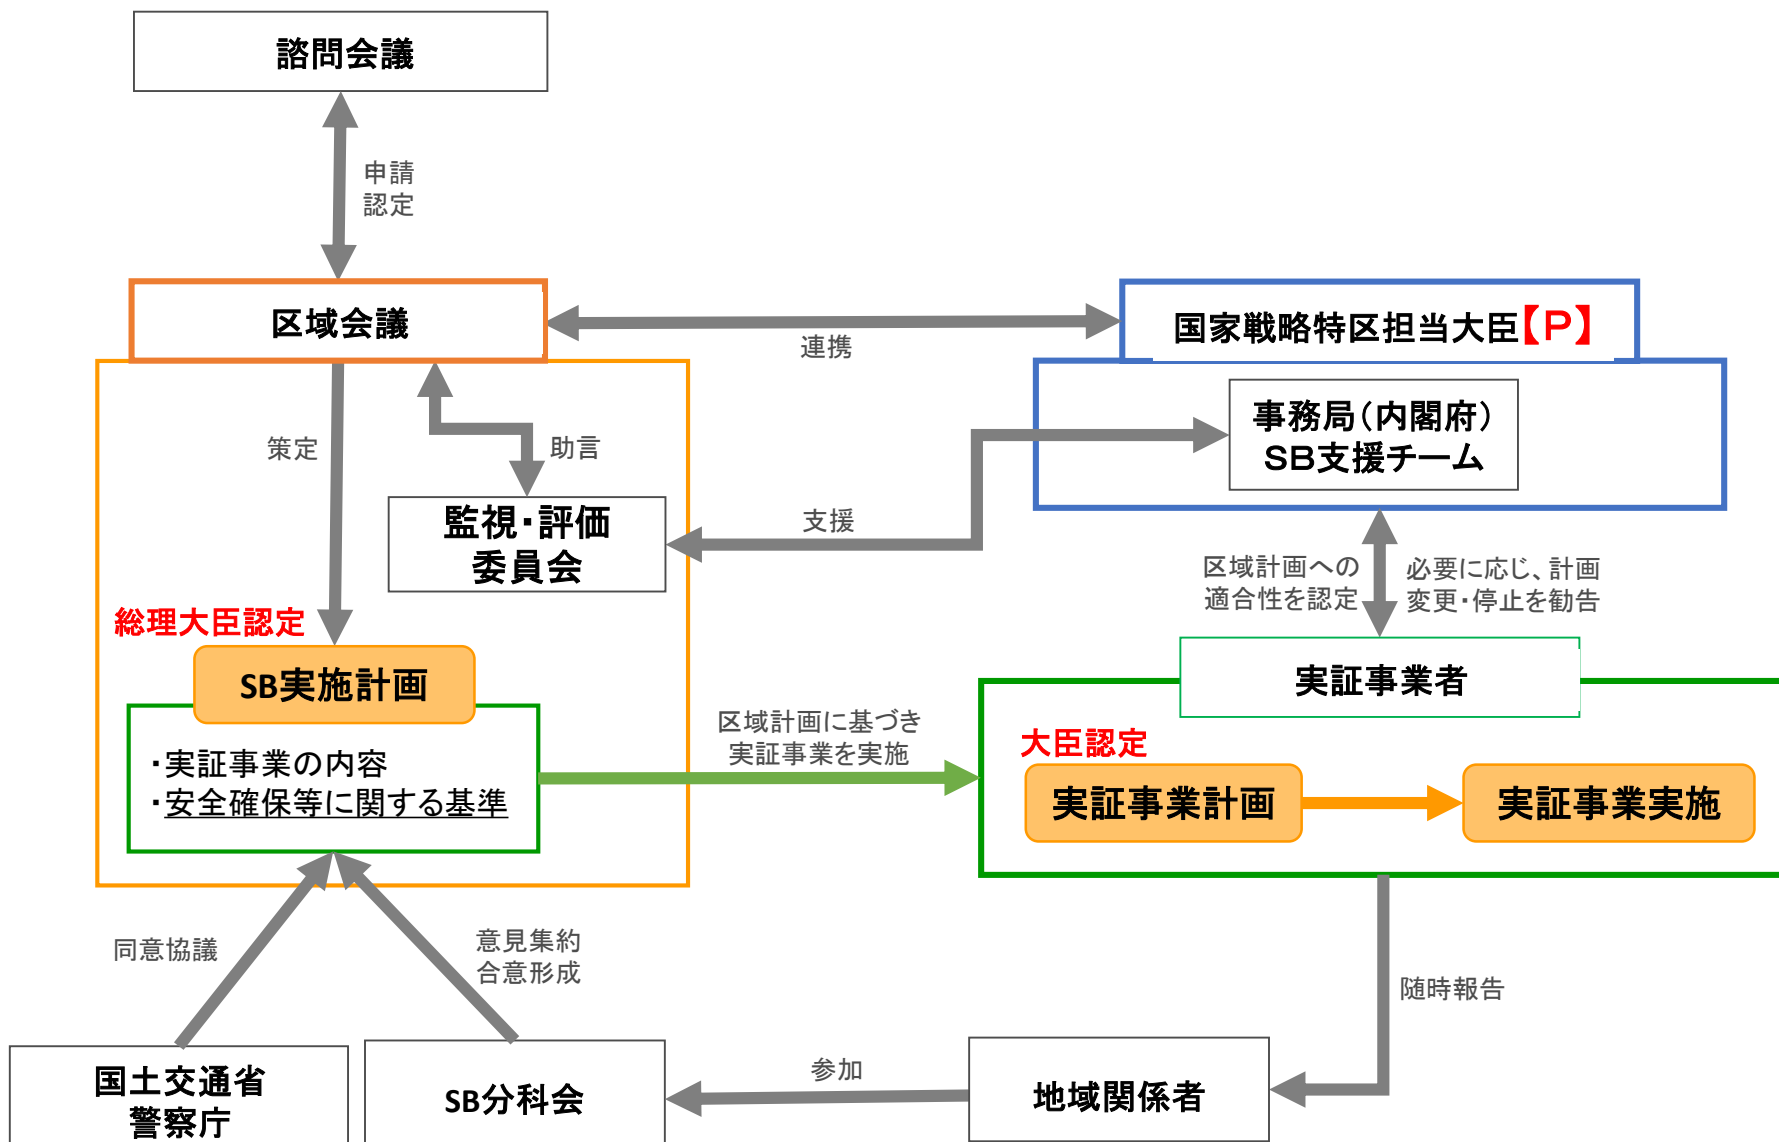 諮問会議
申請
認定
区域会議
連携
国家戦略特区担当大臣【P】
事務局(内閣府)
SB支援チーム
策定
助言
監視・評価
委員会
支援
区域計画への
適合性を認定
必要に応じ、計画
変更・停止を勧告
総理大臣認定
SB実施計画
・実証事業の内容
・安全確保等に関する基準
区域計画に基づき
実証事業を実施
実証事業者
大臣認定
実証事業計画
実証事業実施
同意協議
意見集約
合意形成
随時報告
国土交通省
警察庁
SB分科会
参加
地域関係者